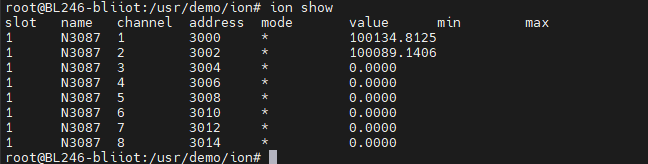 root@BL246-bliiot:/usr/demo/ion# ion show
slot name channel address mode value min max
1 N3087 1 3000 * 100134.8125
1 N3087 2 3002 * 100089.1406
1 N3087 3 3004 * 0.0000
1 N3087 4 3006 * 0.0000
1 N3087 5 3008 * 0.0000
1 N3087 6 3010 * 0.0000
1 N3087 7 3012 * 0.0000
1 N3087 8 3014 * 0.0000
root@BL246-bliiot:/usr/demo/ion#